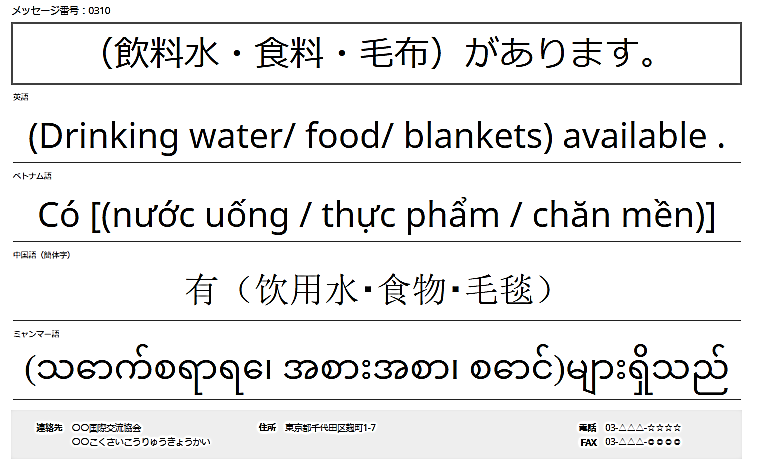 メッセージ番号：0310
（飲料水・食料・毛布）があります。
英語
(Drinking water/ food/ blankets) available .
ベトナム語
Có [(nước uống / thực phẩm / chăn mền)]
中国語（簡体字）
有（饮用水·食物·毛毯）
ミャンマー語
(သောက်စရာရေ၊ အစားအစာ၊ စောင်)များရှိသည်
連絡先 〇〇国際交流協会 住所 東京都千代田区麹町1-7 電話 03-△△△-☆☆☆☆
〇〇こくさいこうりゅうきょうかい FAX 03-△△△-◎◎◎◎